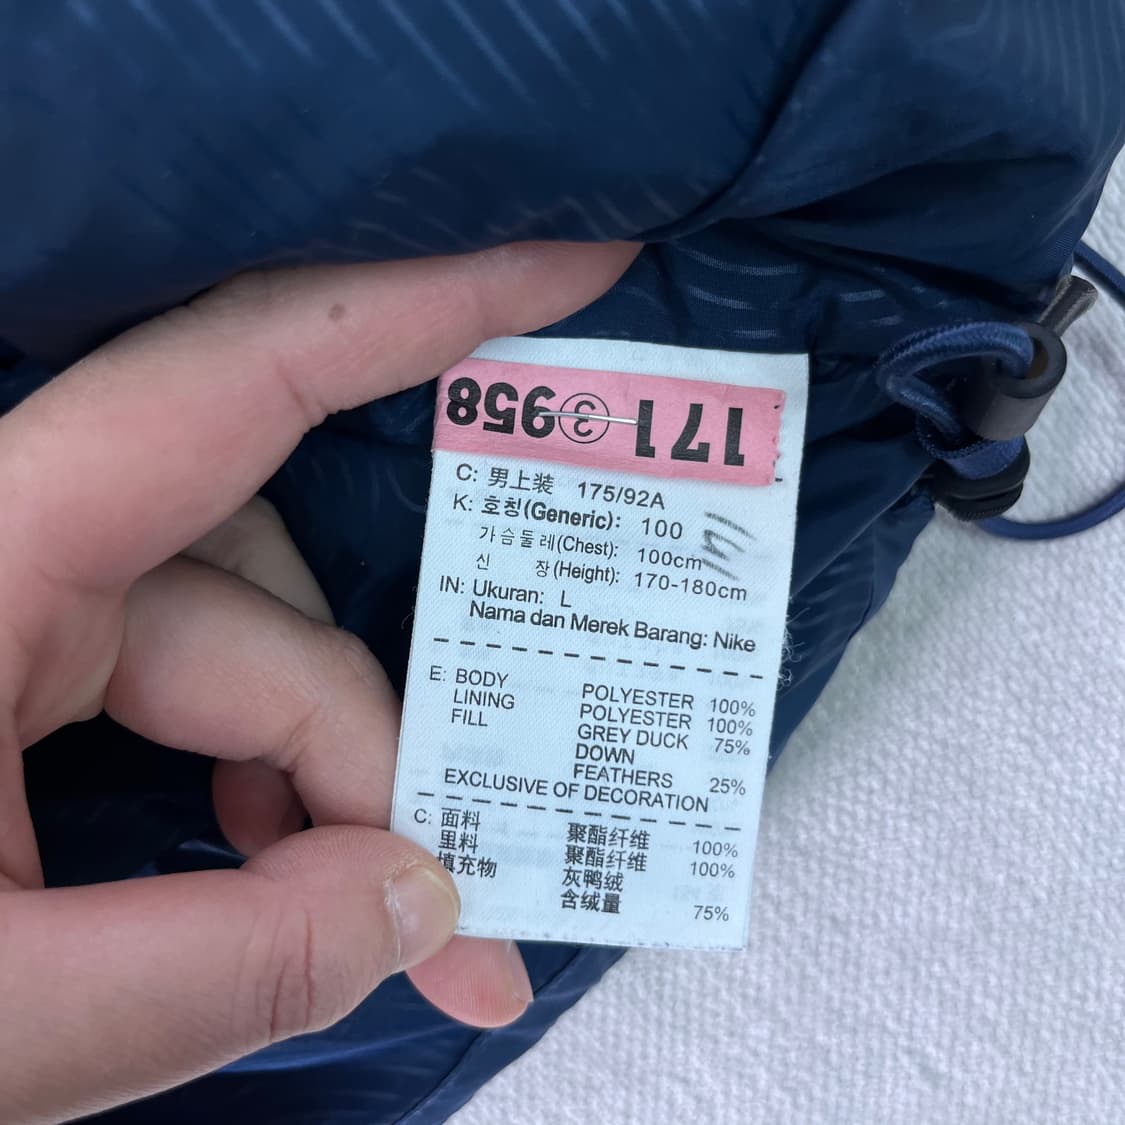 171③958
C: 男上装 175/92A
K: 호칭(Generic): 100
가슴둘레(Chest): 100cm
신 장(Height): 170-180cm
IN: Ukuran: L
Nama dan Merek Barang: Nike
E: BODY POLYESTER 100%
LINING POLYESTER 100%
FILL GREY DUCK 75%
DOWN
FEATHERS 25%
EXCLUSIVE OF DECORATION
C: 面料 聚酯纤维 100%
里料 聚酯纤维 100%
填充物 灰鸭绒
含绒量 75%